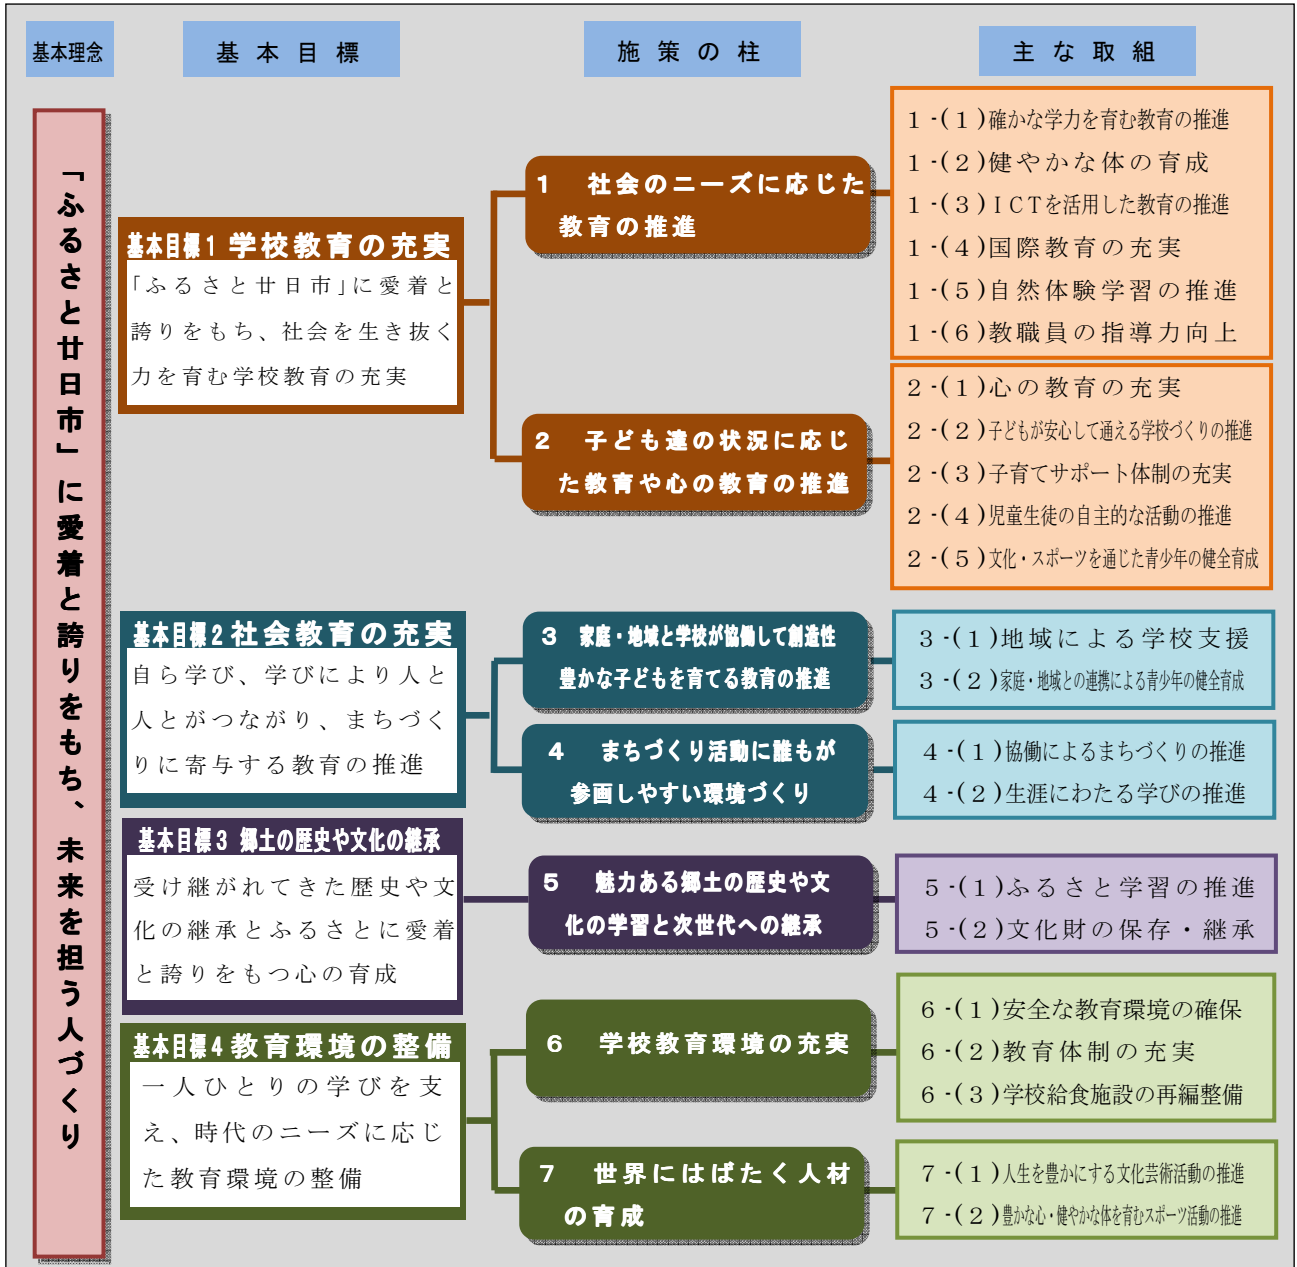 基本理念
基本目標
施策の柱
主な取組
「ふるさと廿日市」に愛着と誇りをもち、未来を担う人づくり
基本目標1 学校教育の充実
「ふるさと廿日市」に愛着と
誇りをもち、社会を生き抜く
力を育む学校教育の充実
1 社会のニーズに応じた
教育の推進
1-(1)確かな学力を育む教育の推進
1-(2)健やかな体の育成
1-(3)ICTを活用した教育の推進
1-(4)国際教育の充実
1-(5)自然体験学習の推進
1-(6)教職員の指導力向上
2 子ども達の状況に応じ
た教育や心の教育の推進
2-(1)心の教育の充実
2-(2)子どもが安心して通える学校づくりの推進
2-(3)子育てサポート体制の充実
2-(4)児童生徒の自主的な活動の推進
2-(5)文化・スポーツを通じた青少年の健全育成
基本目標2 社会教育の充実
自ら学び、学びにより人と
人とがつながり、まちづく
りに寄与する教育の推進
3 家庭・地域と学校が協働して創造性
豊かな子どもを育てる教育の推進
3-(1)地域による学校支援
3-(2)家庭・地域との連携による青少年の健全育成
4 まちづくり活動に誰もが
参画しやすい環境づくり
4-(1)協働によるまちづくりの推進
4-(2)生涯にわたる学びの推進
基本目標3 郷土の歴史や文化の継承
受け継がれてきた歴史や文
化の継承とふるさとに愛着
と誇りをもつ心の育成
5 魅力ある郷土の歴史や文
化の学習と次世代への継承
5-(1)ふるさと学習の推進
5-(2)文化財の保存・継承
基本目標4 教育環境の整備
一人ひとりの学びを支
え、時代のニーズに応じ
た教育環境の整備
6 学校教育環境の充実
6-(1)安全な教育環境の確保
6-(2)教育体制の充実
6-(3)学校給食施設の再編整備
7 世界にはばたく人材
の育成
7-(1)人生を豊かにする文化芸術活動の推進
7-(2)豊かな心・健やかな体を育むスポーツ活動の推進